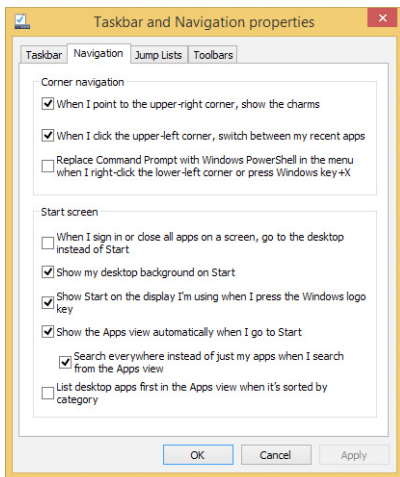 Taskbar and Navigation properties
Taskbar Navigation Jump Lists Toolbars
Corner navigation
When I point to the upper-right corner, show the charms
When I click the upper-left corner, switch between my recent apps
Replace Command Prompt with Windows PowerShell in the menu
when I right-click the lower-left corner or press Windows key+X
Start screen
When I sign in or close all apps on a screen, go to the desktop
instead of Start
Show my desktop background on Start
Show Start on the display I'm using when I press the Windows logo
key
Show the Apps view automatically when I go to Start
Search everywhere instead of just my apps when I search
from the Apps view
List desktop apps first in the Apps view when it's sorted by
category
OK Cancel Apply